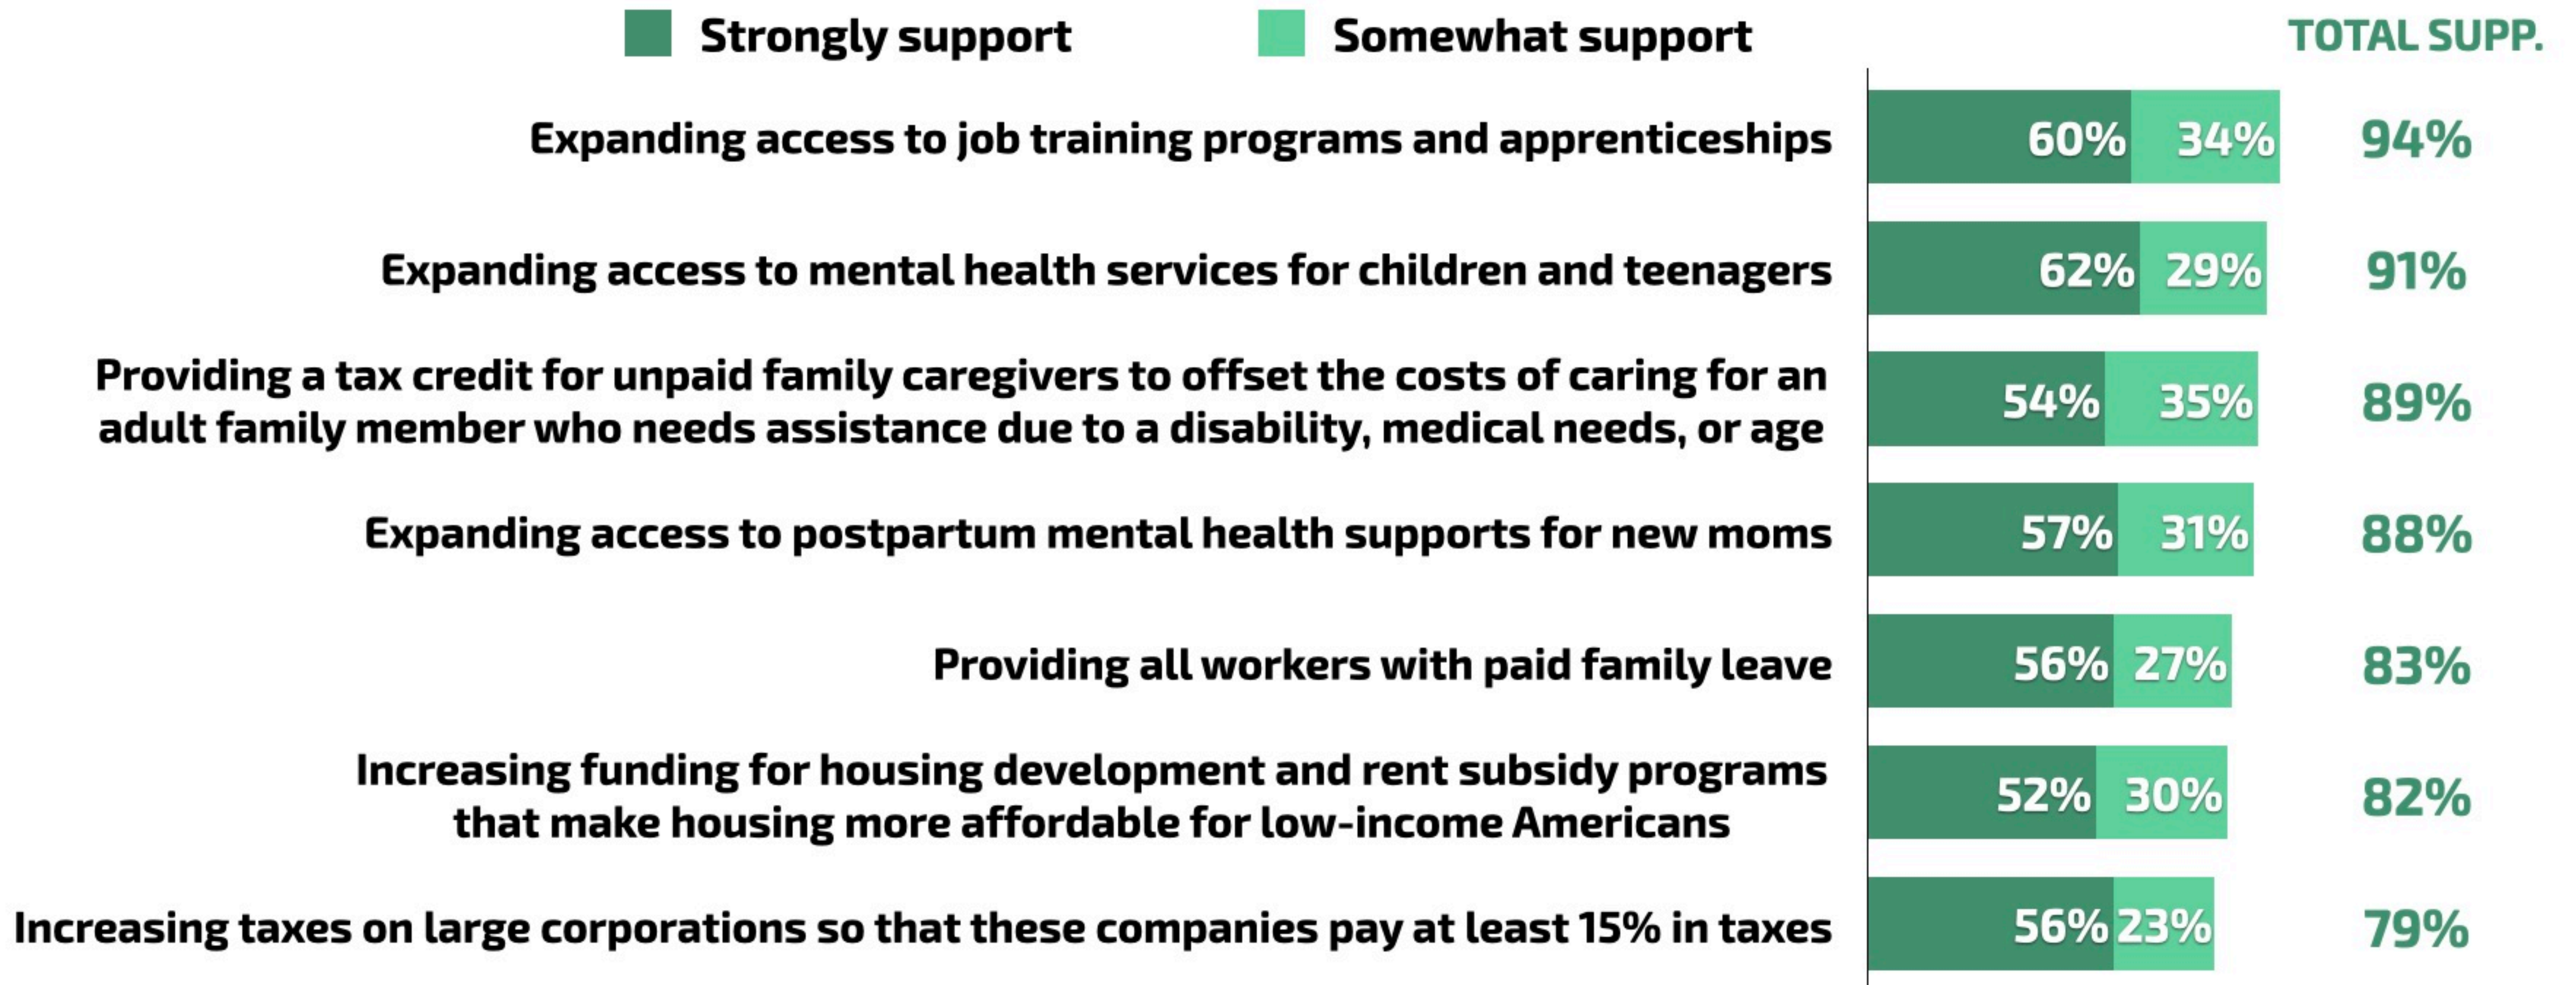 Strongly support
Somewhat support
TOTAL SUPP.
Expanding access to job training programs and apprenticeships
60%
34%
94%
Expanding access to mental health services for children and teenagers
62%
29%
91%
Providing a tax credit for unpaid family caregivers to offset the costs of caring for an
adult family member who needs assistance due to a disability, medical needs, or age
54%
35%
89%
Expanding access to postpartum mental health supports for new moms
57%
31%
88%
Providing all workers with paid family leave
56%
27%
83%
Increasing funding for housing development and rent subsidy programs
that make housing more affordable for low-income Americans
52%
30%
82%
Increasing taxes on large corporations so that these companies pay at least 15% in taxes
56%
23%
79%